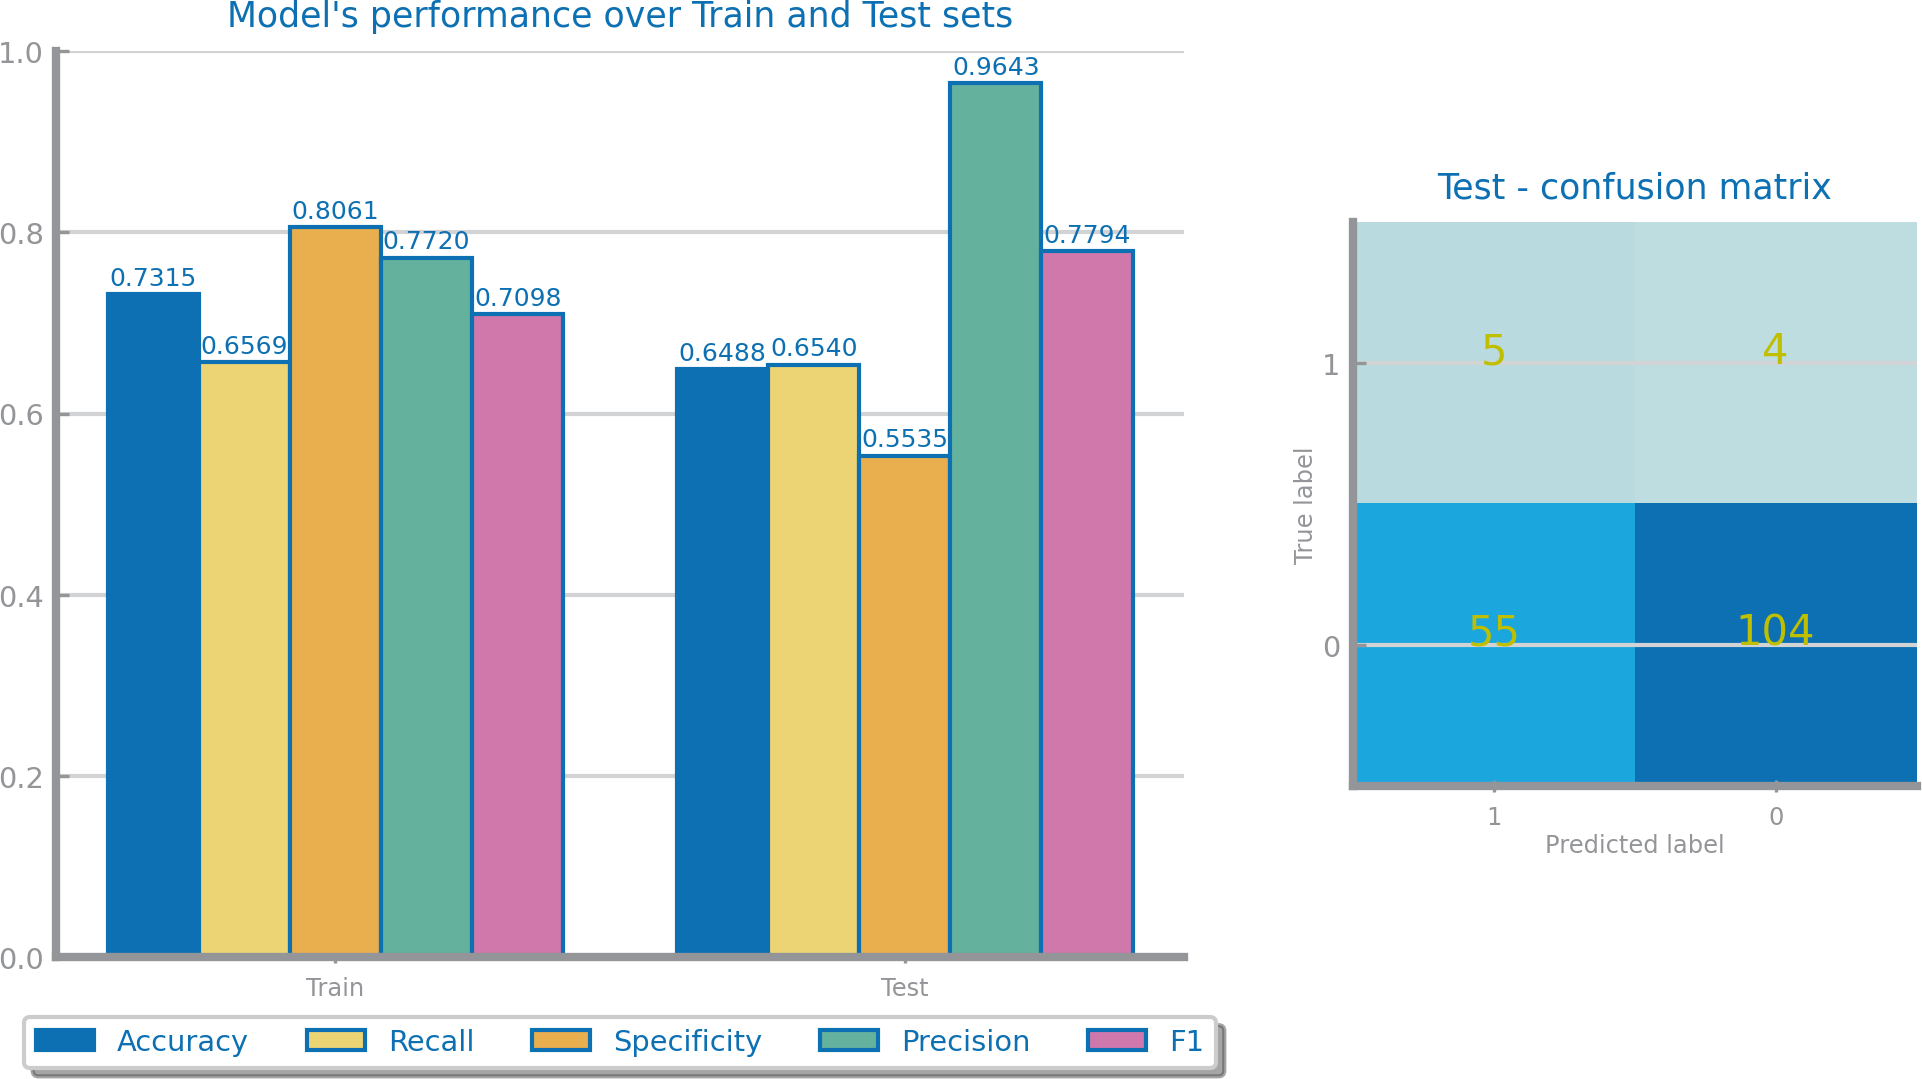 Model's performance over Train and Test sets
1.0
0.8
0.6
0.4
0.2
0.0
0.7315
0.6569
0.8061
0.7720
0.7098
0.6488
0.6540
0.5535
0.9643
0.7794
Train
Test
Accuracy
Recall
Specificity
Precision
F1
Test - confusion matrix
True label
1
0
5
4
55
104
1
0
Predicted label